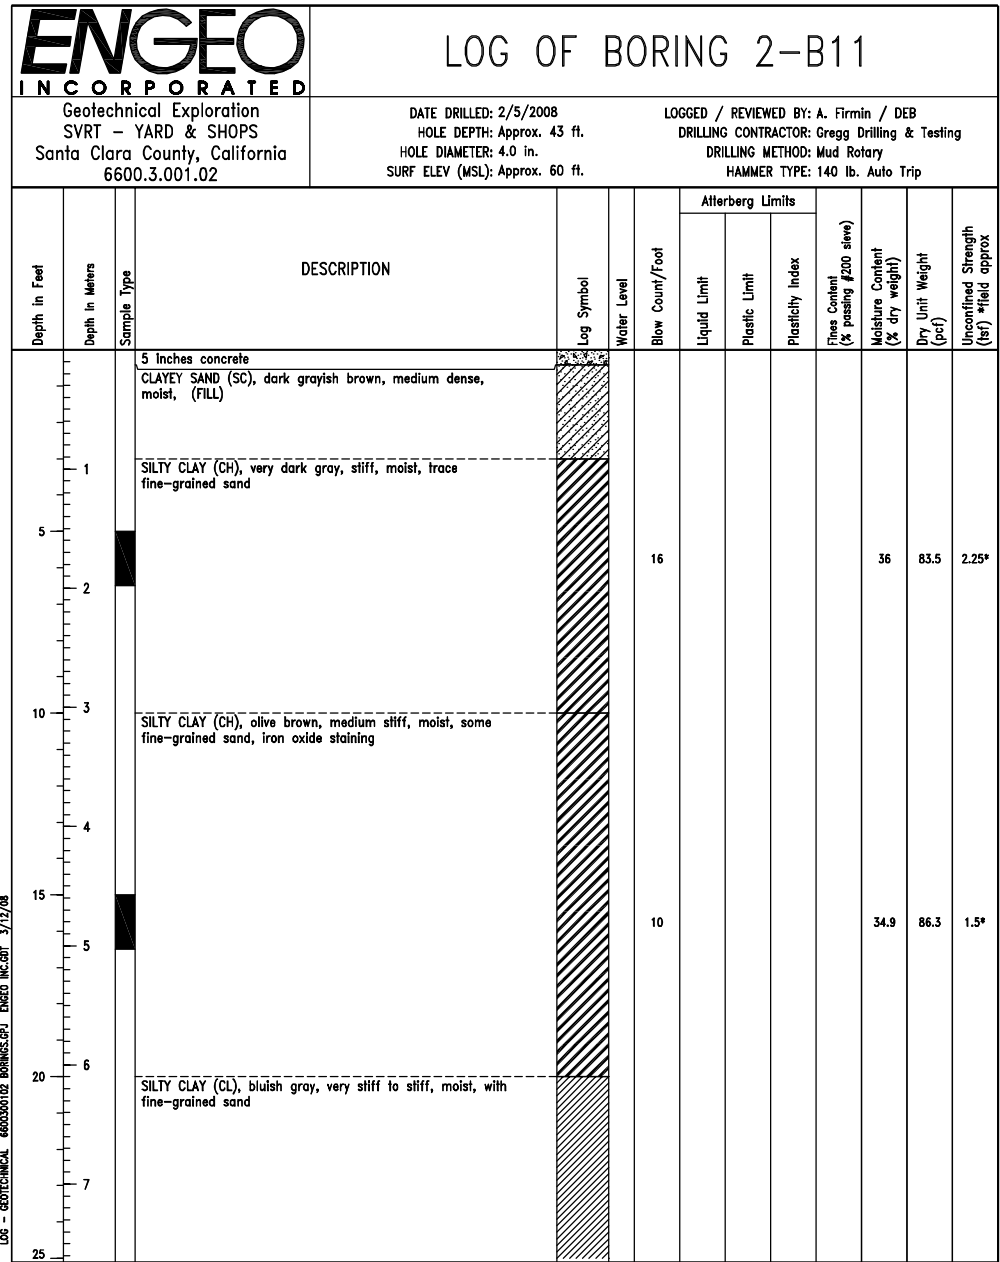 ENGEO
INCORPORATED
LOG OF BORING 2-B11
Geotechnical Exploration
SVRT - YARD & SHOPS
Santa Clara County, California
6600.3.001.02
DATE DRILLED: 2/5/2008
HOLE DEPTH: Approx. 43 ft.
HOLE DIAMETER: 4.0 in.
SURF ELEV (MSL): Approx. 60 ft.
LOGGED / REVIEWED BY: A. Firmin / DEB
DRILLING CONTRACTOR: Gregg Drilling & Testing
DRILLING METHOD: Mud Rotary
HAMMER TYPE: 140 lb. Auto Trip
Depth in Feet
Depth in Meters
Sample Type
DESCRIPTION
Log Symbol
Water Level
Blow Count/Foot
Atterberg Limits
Liquid Limit
Plastic Limit
Plasticity Index
Fines Content
(% passing #200 sieve)
Moisture Content
(% dry weight)
Dry Unit Weight
(pcf)
Unconfined Strength
(tsf) *field approx
5 inches concrete
CLAYEY SAND (SC), dark grayish brown, medium dense,
moist, (FILL)
1
SILTY CLAY (CH), very dark gray, stiff, moist, trace
fine-grained sand
5
16
36
83.5
2.25*
2
3
10
SILTY CLAY (CH), olive brown, medium stiff, moist, some
fine-grained sand, iron oxide staining
4
15
10
34.9
86.3
1.5*
5
6
20
SILTY CLAY (CL), bluish gray, very stiff to stiff, moist, with
fine-grained sand
7
25
LOG - GEOTECHNICAL 6600300102 BORINGS.GPJ ENGEO INC.GDT 3/12/08